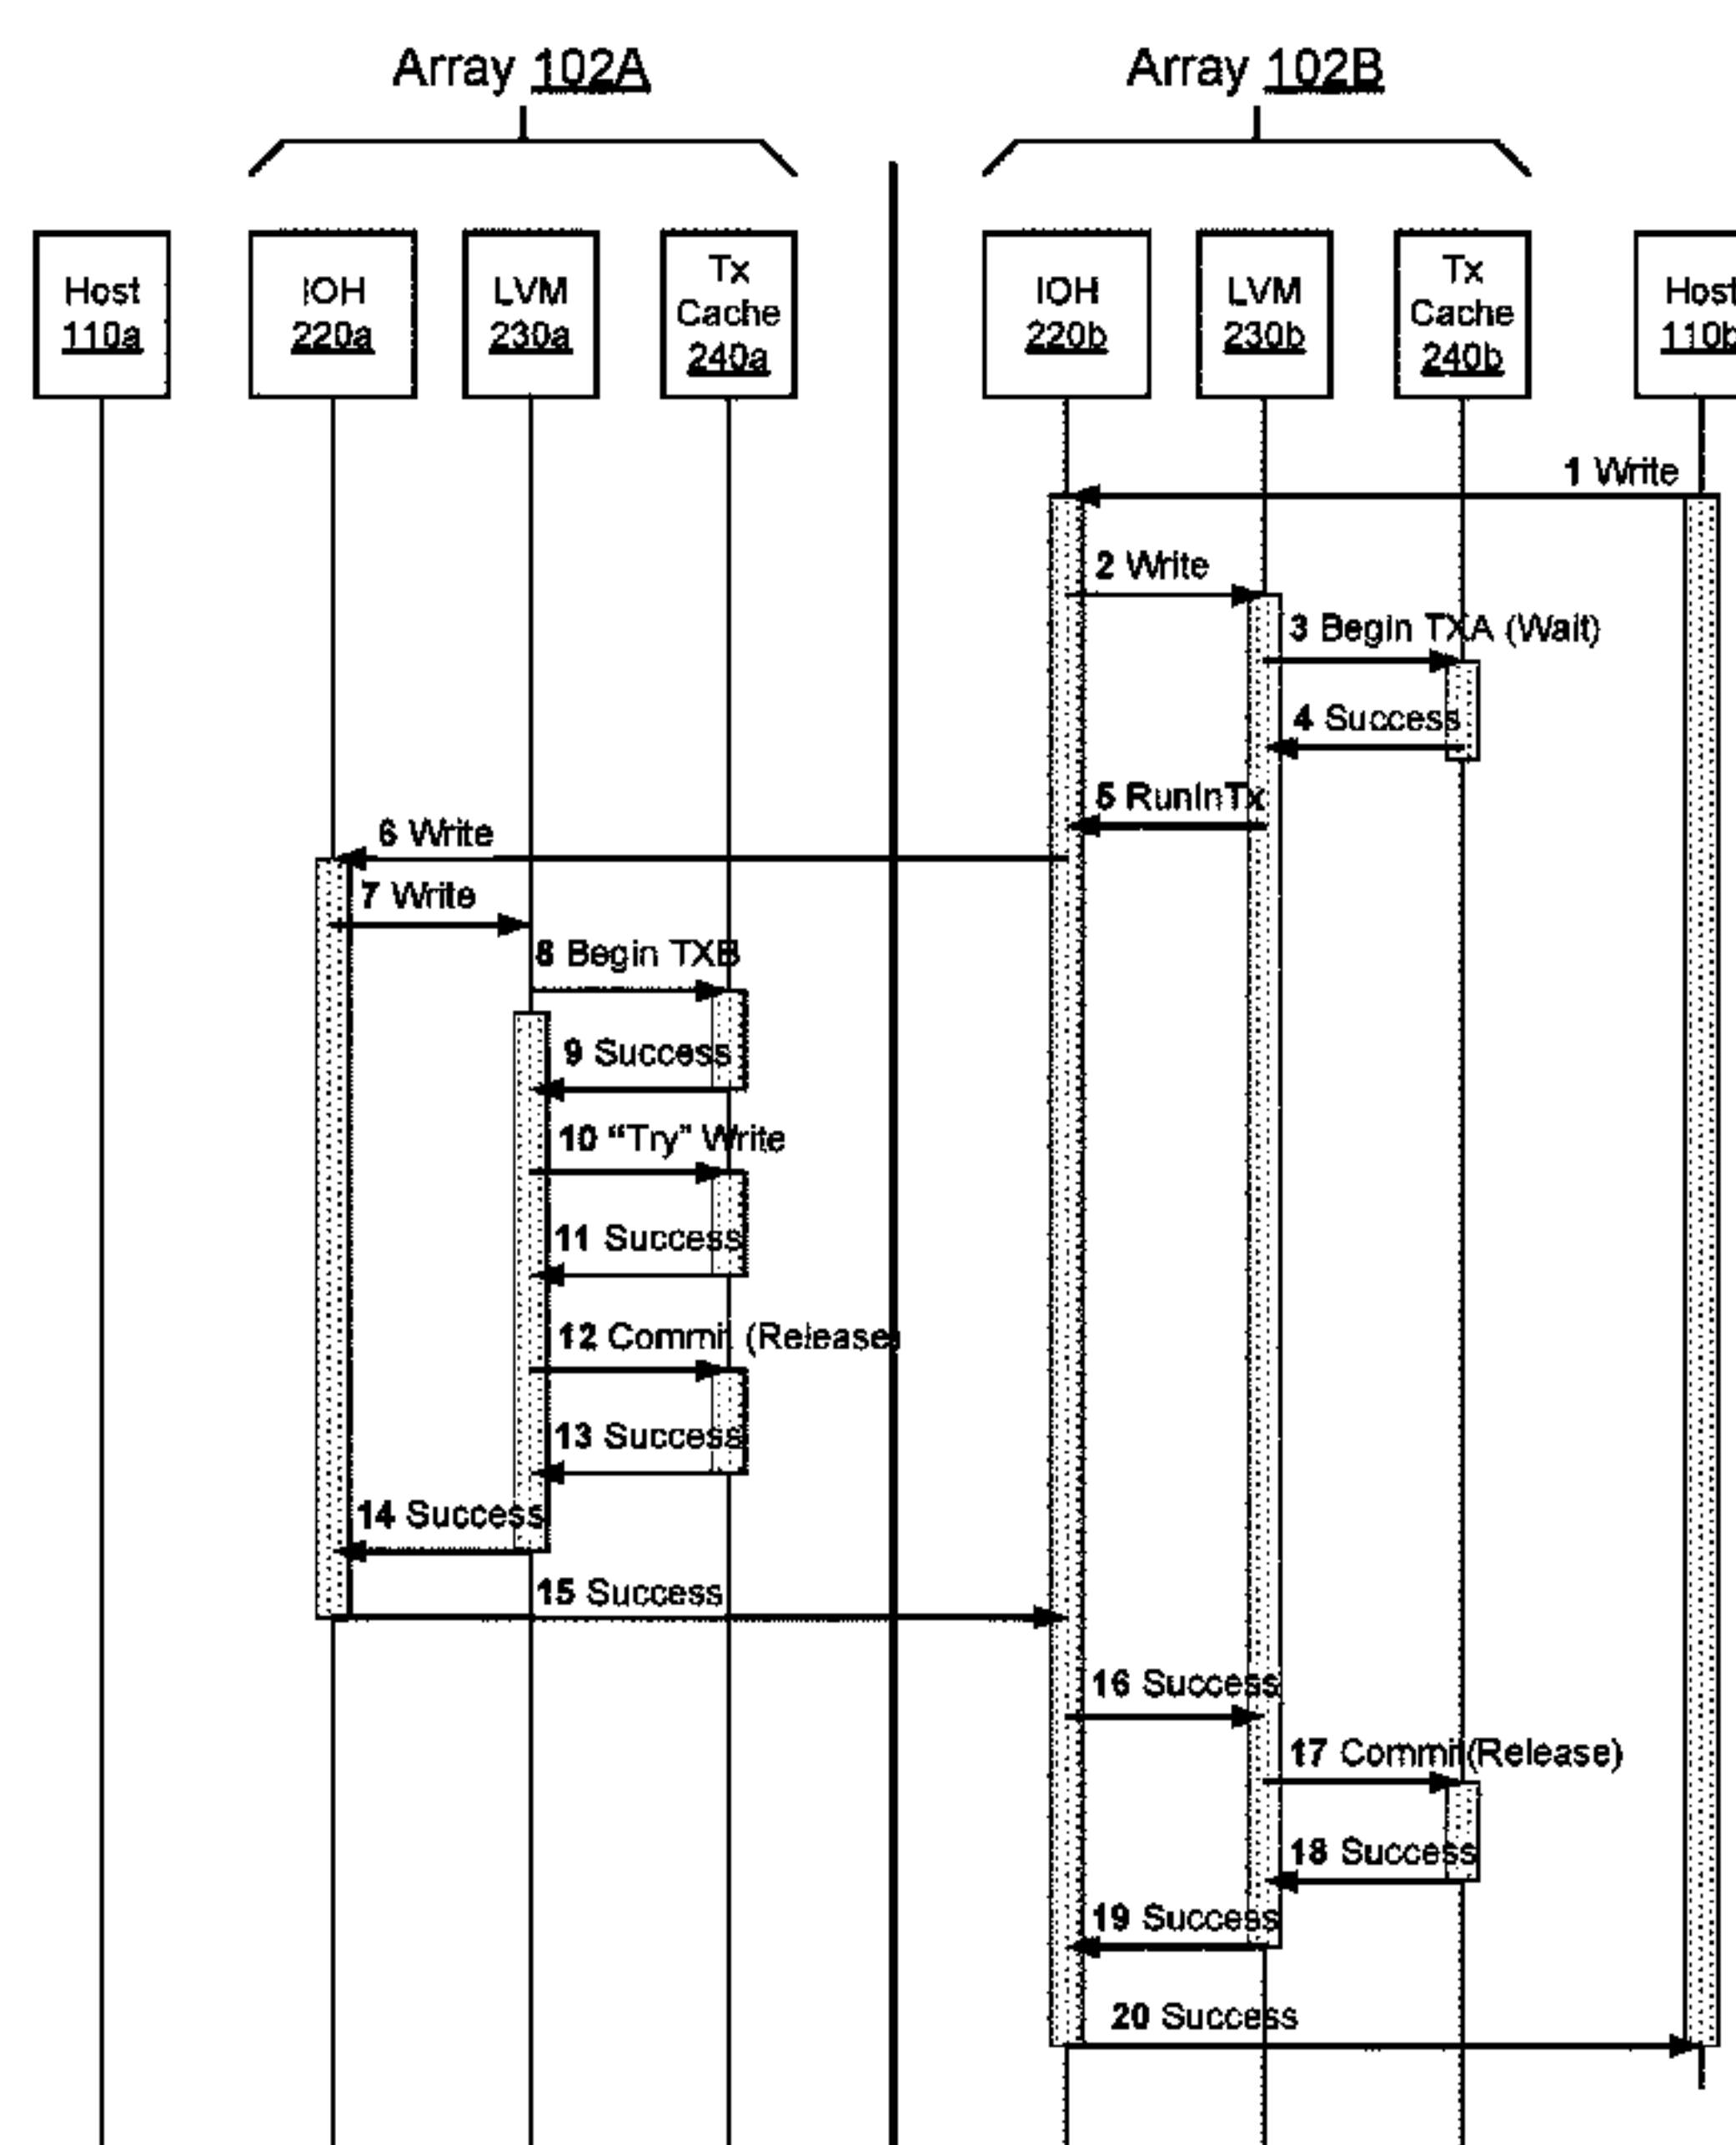 Array 102A
Array 102B
Host
110a
IOH
220a
LVM
230a
Tx
Cache
240a
IOH
220b
LVM
230b
Tx
Cache
240b
Host
110b
1 Write
2 Write
3 Begin TXA (Wait)
4 Success
5 RunInTx
6 Write
7 Write
8 Begin TXB
9 Success
10 “Try” Write
11 Success
12 Commit (Release)
13 Success
14 Success
15 Success
16 Success
17 Commit(Release)
18 Success
19 Success
20 Success